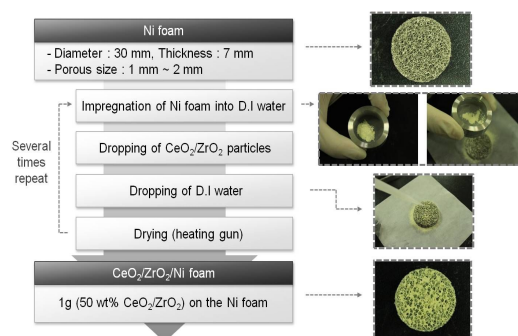 Ni foam
- Diameter : 30 mm, Thickness : 7 mm
- Porous size : 1 mm ~ 2 mm
Impregnation of Ni foam into D.I water
Dropping of CeO₂/ZrO₂ particles
Several
times
repeat
Dropping of D.I water
Drying (heating gun)
CeO₂/ZrO₂/Ni foam
1g (50 wt% CeO₂/ZrO₂) on the Ni foam